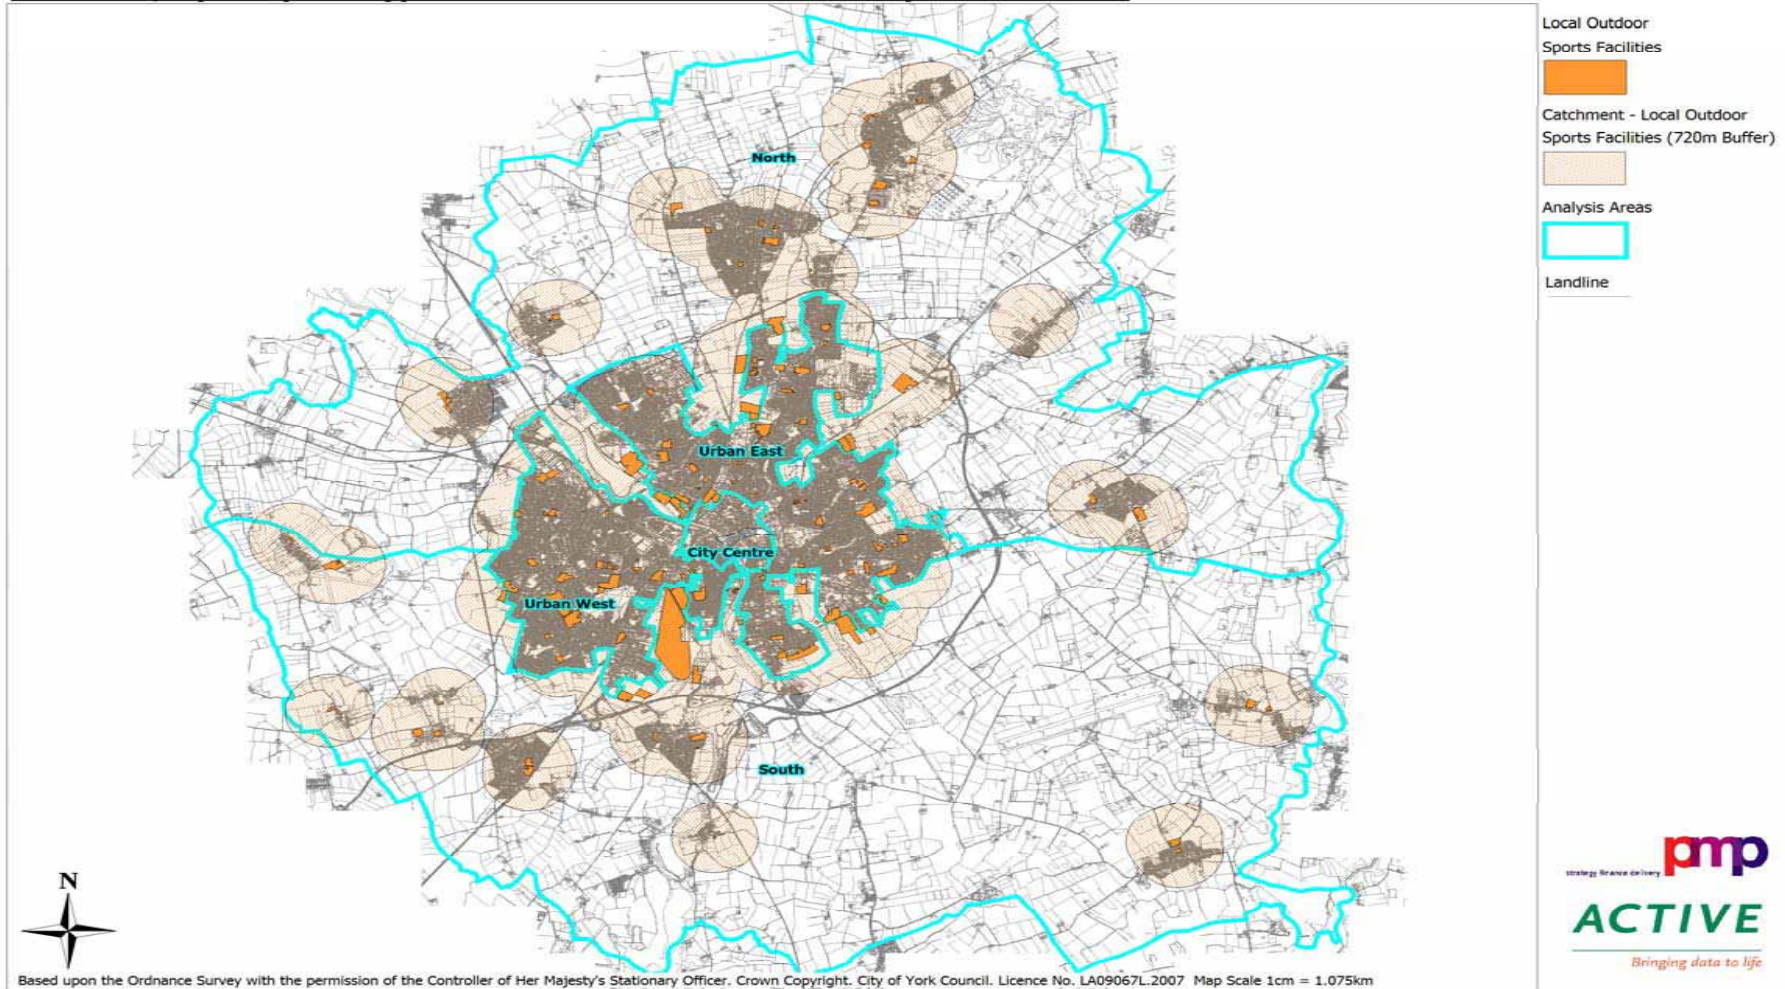 Local Outdoor
Sports Facilities
Catchment - Local Outdoor
Sports Facilities (720m Buffer)
Analysis Areas
Landline
North
Urban East
City Centre
Urban West
South
N
pmp
strategy finance delivery
ACTIVE
Bringing data to life
Based upon the Ordnance Survey with the permission of the Controller of Her Majesty's Stationary Officer. Crown Copyright. City of York Council. Licence No. LA09067L.2007 Map Scale 1cm = 1.075km